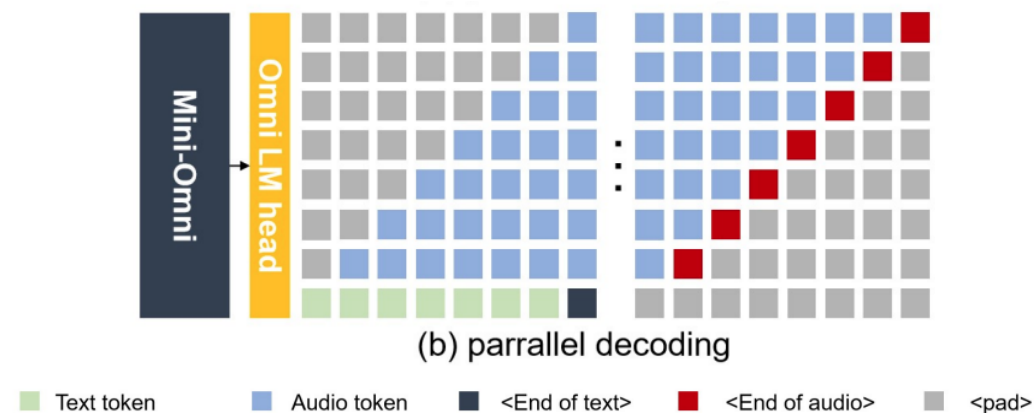 Mini-Omni
Omni LM head
(b) parrallel decoding
Text token
Audio token
<End of text>
<End of audio>
<pad>